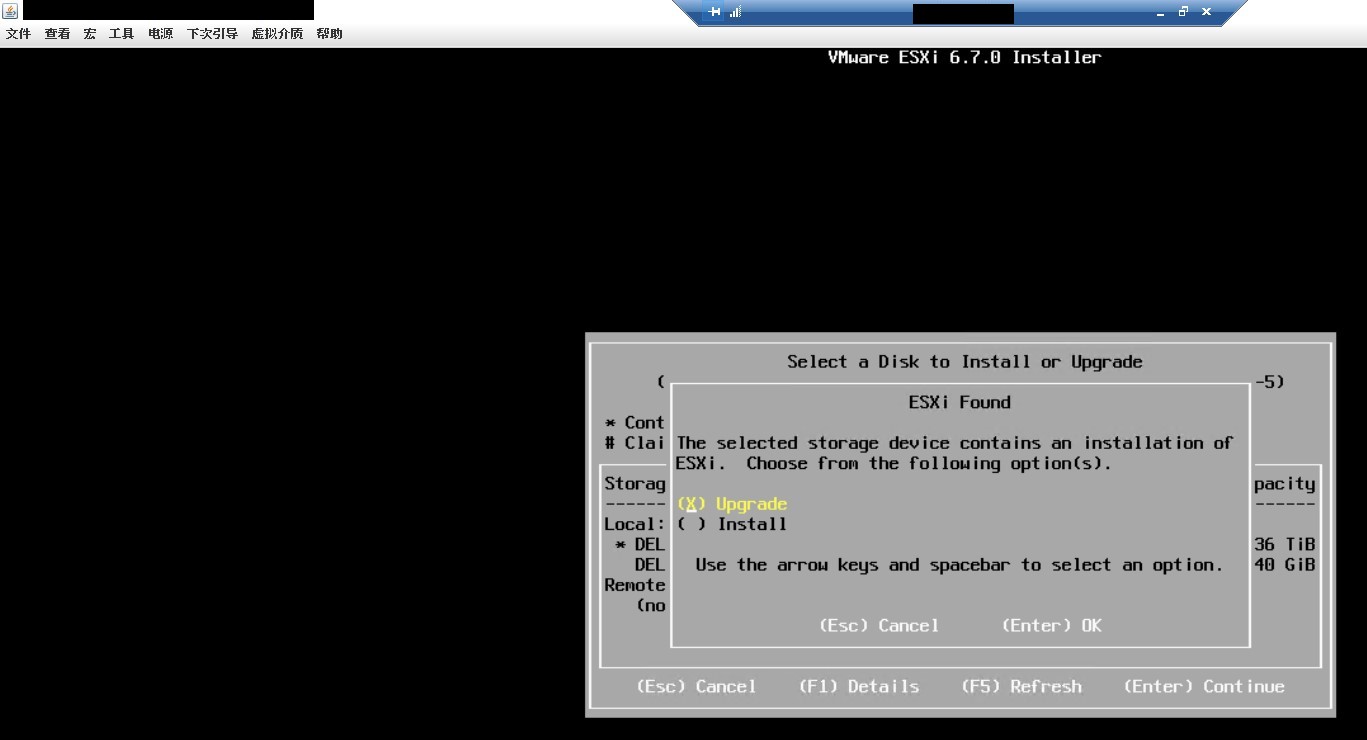 文件 查看 宏 工具 电源 下次引导 虚拟介质 帮助
VMware ESXi 6.7.0 Installer
Select a Disk to Install or Upgrade
( -5)
ESXi Found
* Cont
# Clai The selected storage device contains an installation of
ESXi. Choose from the following option(s).
Storag pacity
------ (X) Upgrade ------
Local: ( ) Install
* DEL 36 TiB
DEL Use the arrow keys and spacebar to select an option. 40 GiB
Remote
(no
(Esc) Cancel (Enter) OK
(Esc) Cancel (F1) Details (F5) Refresh (Enter) Continue